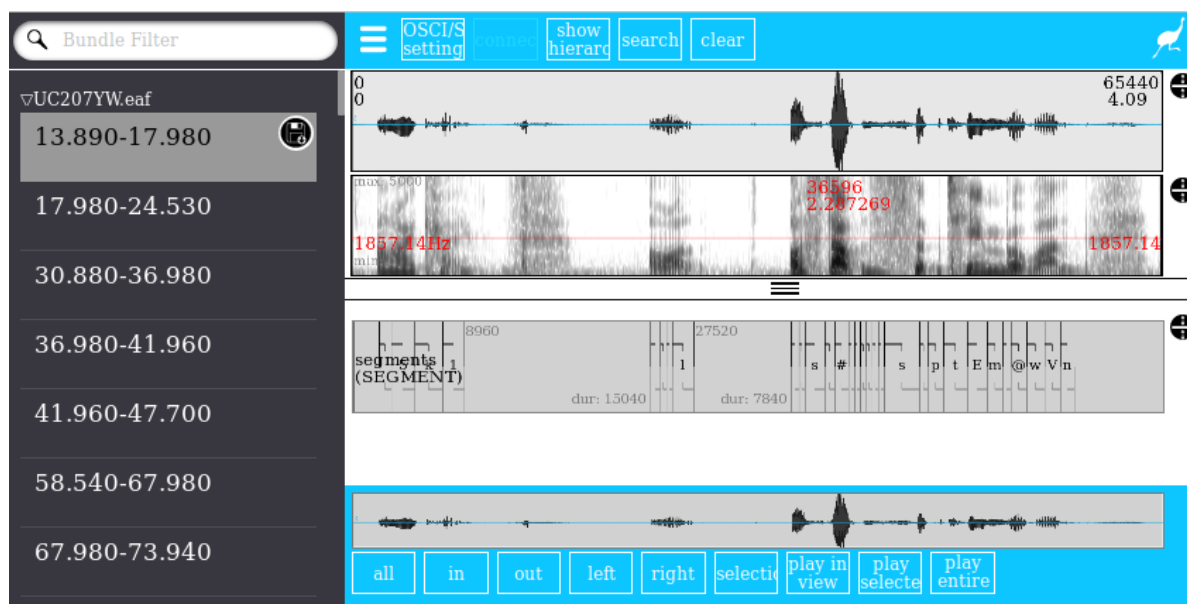 Bundle Filter
▽UC207YW.eaf
13.890-17.980
17.980-24.530
30.880-36.980
36.980-41.960
41.960-47.700
58.540-67.980
67.980-73.940
OSCI/S
setting
connec
show
hierarc
search
clear
0
0
65440
4.09
max: 5000
36596
2.287269
1857.14Hz
1857.14
min
8960
27520
segments
(SEGMENT)
S k 1 l s # s p t E m @ w V n
dur: 15040
dur: 7840
all
in
out
left
right
selectio
play in
view
play
selecte
play
entire